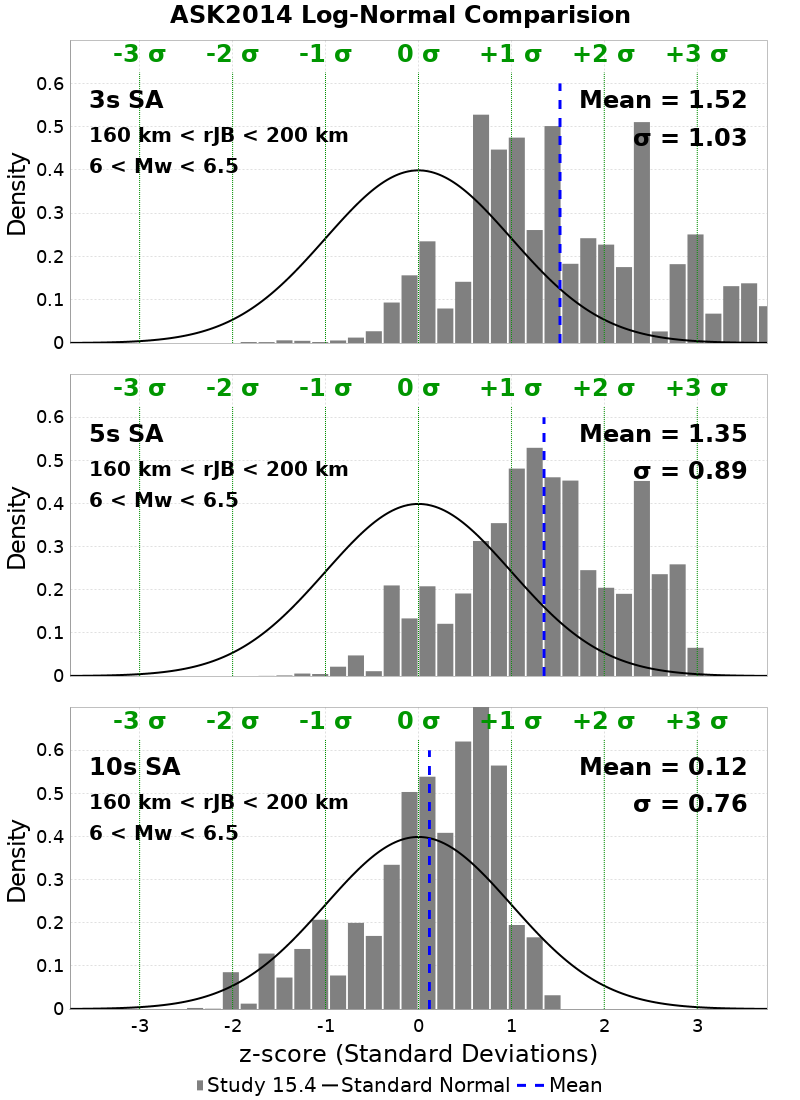 ASK2014 Log-Normal Comparision
-3 σ -2 σ -1 σ 0 σ +1 σ +2 σ +3 σ
3s SA
Mean = 1.52
160 km < rJB < 200 km
σ = 1.03
6 < Mw < 6.5
Density
0.6
0.5
0.4
0.3
0.2
0.1
0
-3 σ -2 σ -1 σ 0 σ +1 σ +2 σ +3 σ
5s SA
Mean = 1.35
160 km < rJB < 200 km
σ = 0.89
6 < Mw < 6.5
Density
0.6
0.5
0.4
0.3
0.2
0.1
0
-3 σ -2 σ -1 σ 0 σ +1 σ +2 σ +3 σ
10s SA
Mean = 0.12
160 km < rJB < 200 km
σ = 0.76
6 < Mw < 6.5
Density
0.6
0.5
0.4
0.3
0.2
0.1
0
-3 -2 -1 0 1 2 3
z-score (Standard Deviations)
Study 15.4 Standard Normal Mean